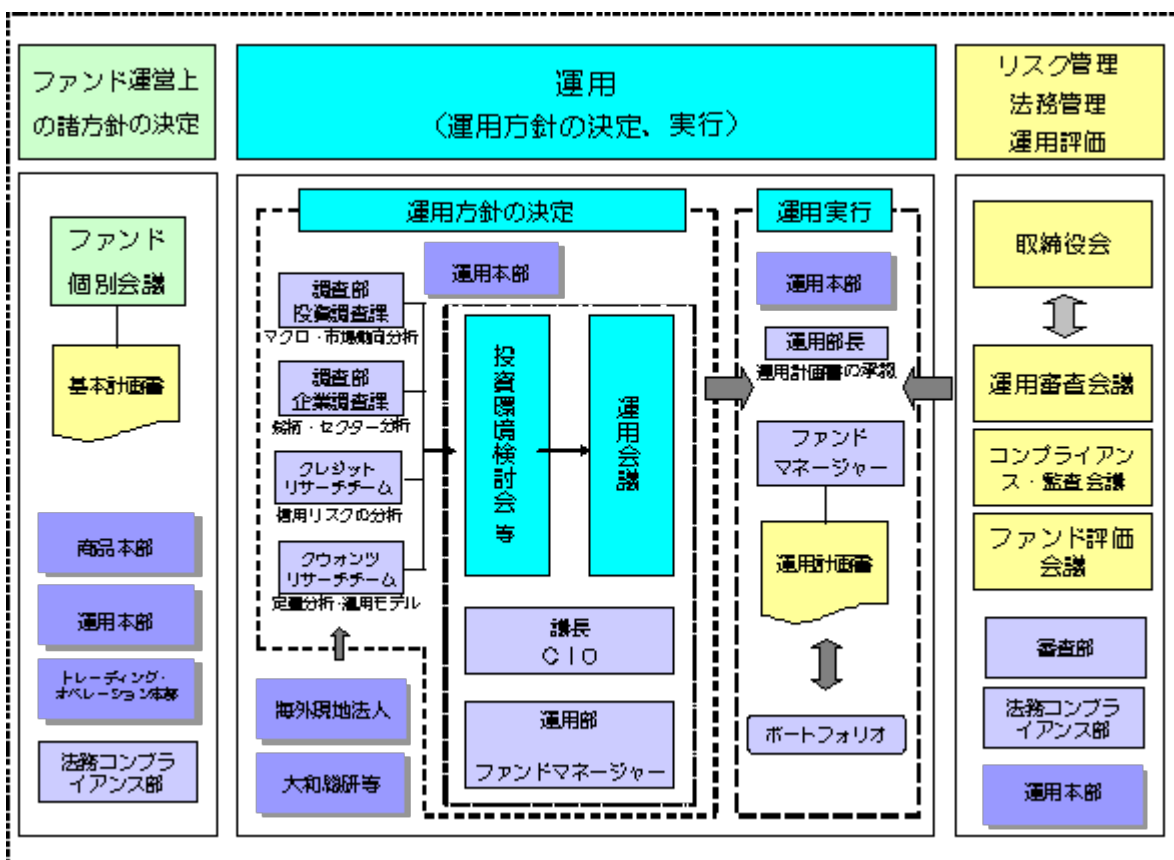 ファンド運営上
の諸方針の決定
運用
（運用方針の決定、実行）
リスク管理
法務管理
運用評価
ファンド
個別会議
基本計画書
商品本部
運用本部
トレーディング・
オペレーション本部
法務コンプラ
イアンス部
運用方針の決定
運用本部
調査部
投資調査課
マクロ・市場動向分析
調査部
企業調査課
銘柄・セクター分析
クレジット
リサーチチーム
信用リスクの分析
クウォンツ
リサーチチーム
定量分析・運用モデル
海外現地法人
大和総研等
投資環境検討会等
運用会議
議長
ＣＩＯ
運用部
ファンドマネージャー
運用実行
運用本部
運用部長
運用計画書の承認
ファンド
マネージャー
運用計画書
ポートフォリオ
取締役会
運用審査会議
コンプライアン
ス・監査会議
ファンド評価
会議
審査部
法務コンプラ
イアンス部
運用本部